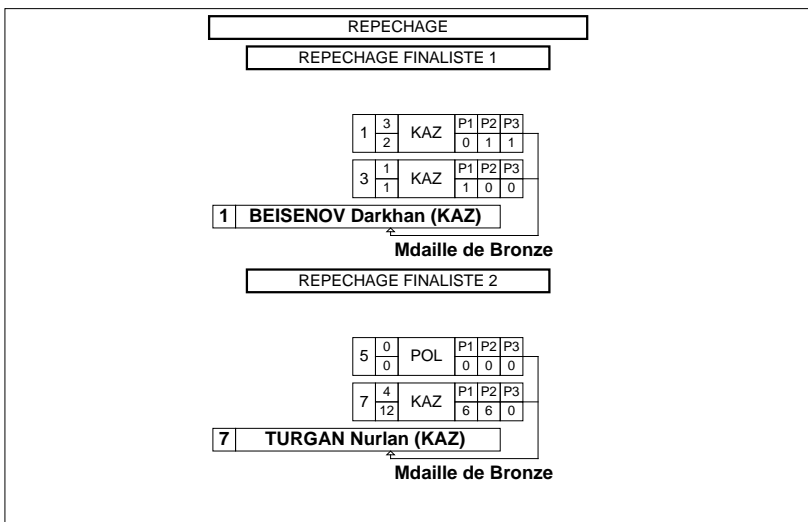 REPECHAGE
REPECHAGE FINALISTE 1
1 3 KAZ P1 P2 P3
2 0 1 1
3 1 KAZ P1 P2 P3
1 1 0 0
1 BEISENOV Darkhan (KAZ)
Mdaille de Bronze
REPECHAGE FINALISTE 2
5 0 POL P1 P2 P3
0 0 0 0
7 4 KAZ P1 P2 P3
12 6 6 0
7 TURGAN Nurlan (KAZ)
Mdaille de Bronze